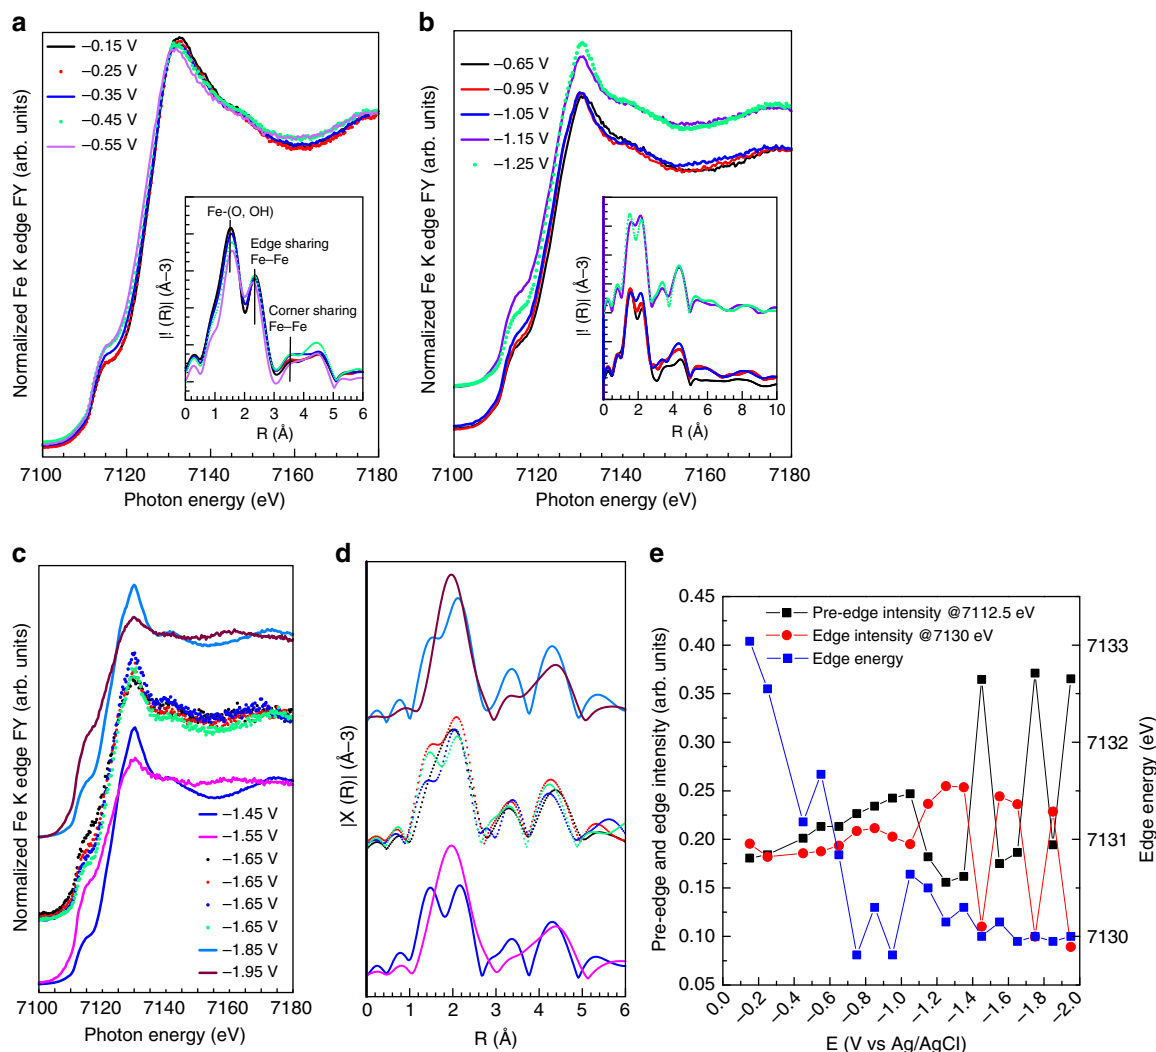 a
Normalized Fe K edge FY (arb. units)
−0.15 V
−0.25 V
−0.35 V
−0.45 V
−0.55 V
|! (R)| (Å−3)
Fe-(O, OH)
Edge sharing
Fe–Fe
Corner sharing
Fe–Fe
0 1 2 3 4 5 6
R (Å)
7100 7120 7140 7160 7180
Photon energy (eV)
b
Normalized Fe K edge FY (arb. units)
−0.65 V
−0.95 V
−1.05 V
−1.15 V
−1.25 V
|! (R)| (Å−3)
0 2 4 6 8 10
R (Å)
7100 7120 7140 7160 7180
Photon energy (eV)
c
Normalized Fe K edge FY (arb. units)
−1.45 V
−1.55 V
−1.65 V
−1.65 V
−1.65 V
−1.65 V
−1.85 V
−1.95 V
7100 7120 7140 7160 7180
Photon energy (eV)
d
|X (R)| (Å−3)
0 1 2 3 4 5 6
R (Å)
e
Pre-edge and edge intensity (arb. units)
0.45
0.40
0.35
0.30
0.25
0.20
0.15
0.10
0.05
Pre-edge intensity @7112.5 eV
Edge intensity @7130 eV
Edge energy
7133
7132
7131
7130
Edge energy (eV)
0.0 −0.2 −0.4 −0.6 −0.8 −1.0 −1.2 −1.4 −1.6 −1.8 −2.0
E (V vs Ag/AgCl)